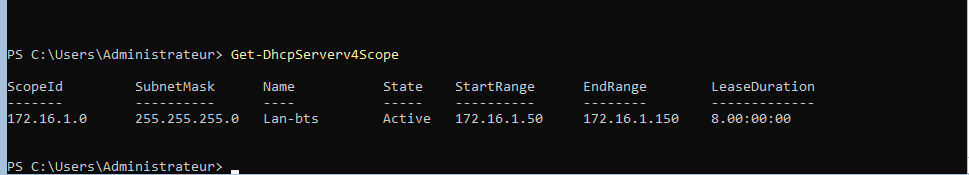 PS C:\Users\Administrateur> Get-DhcpServerv4Scope
ScopeId SubnetMask Name State StartRange EndRange LeaseDuration
------- ---------- ---- ----- ---------- -------- -------------
172.16.1.0 255.255.255.0 Lan-bts Active 172.16.1.50 172.16.1.150 8.00:00:00
PS C:\Users\Administrateur>